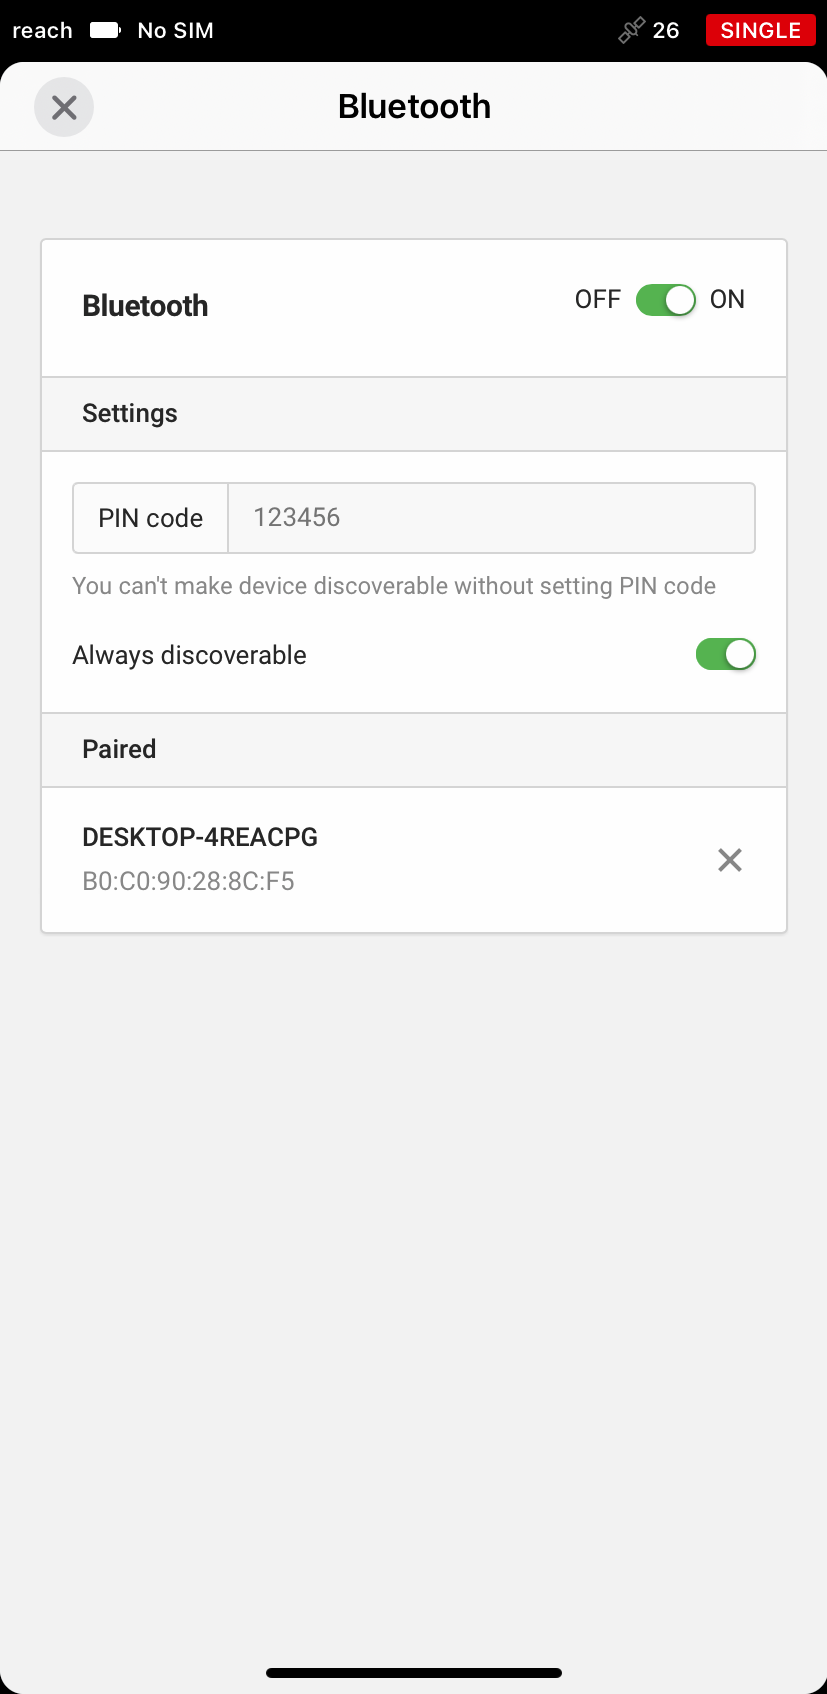 reach No SIM 26 SINGLE
Bluetooth
Bluetooth OFF ON
Settings
PIN code 123456
You can't make device discoverable without setting PIN code
Always discoverable
Paired
DESKTOP-4REACPG
B0:C0:90:28:8C:F5